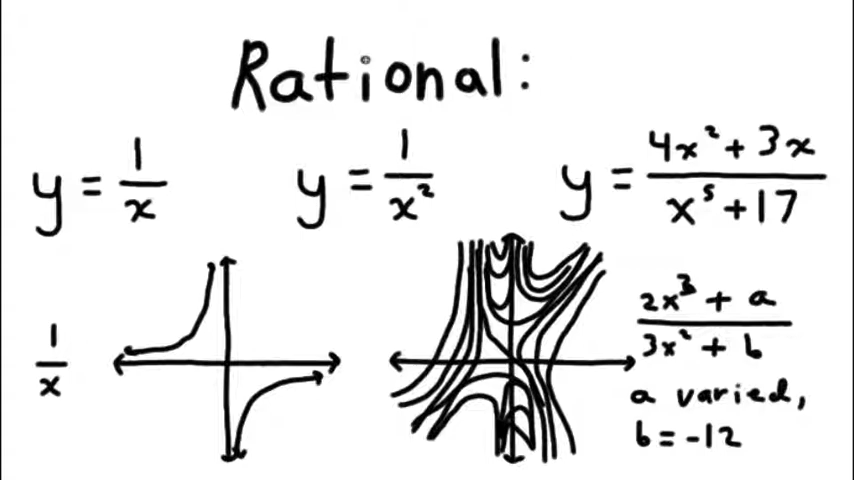 Rational:
y = 1/x
y = 1/x²
y = (4x² + 3x)/(x⁵ + 17)
1/x
(2x³ + a)/(3x² + b)
a varied,
b = -12